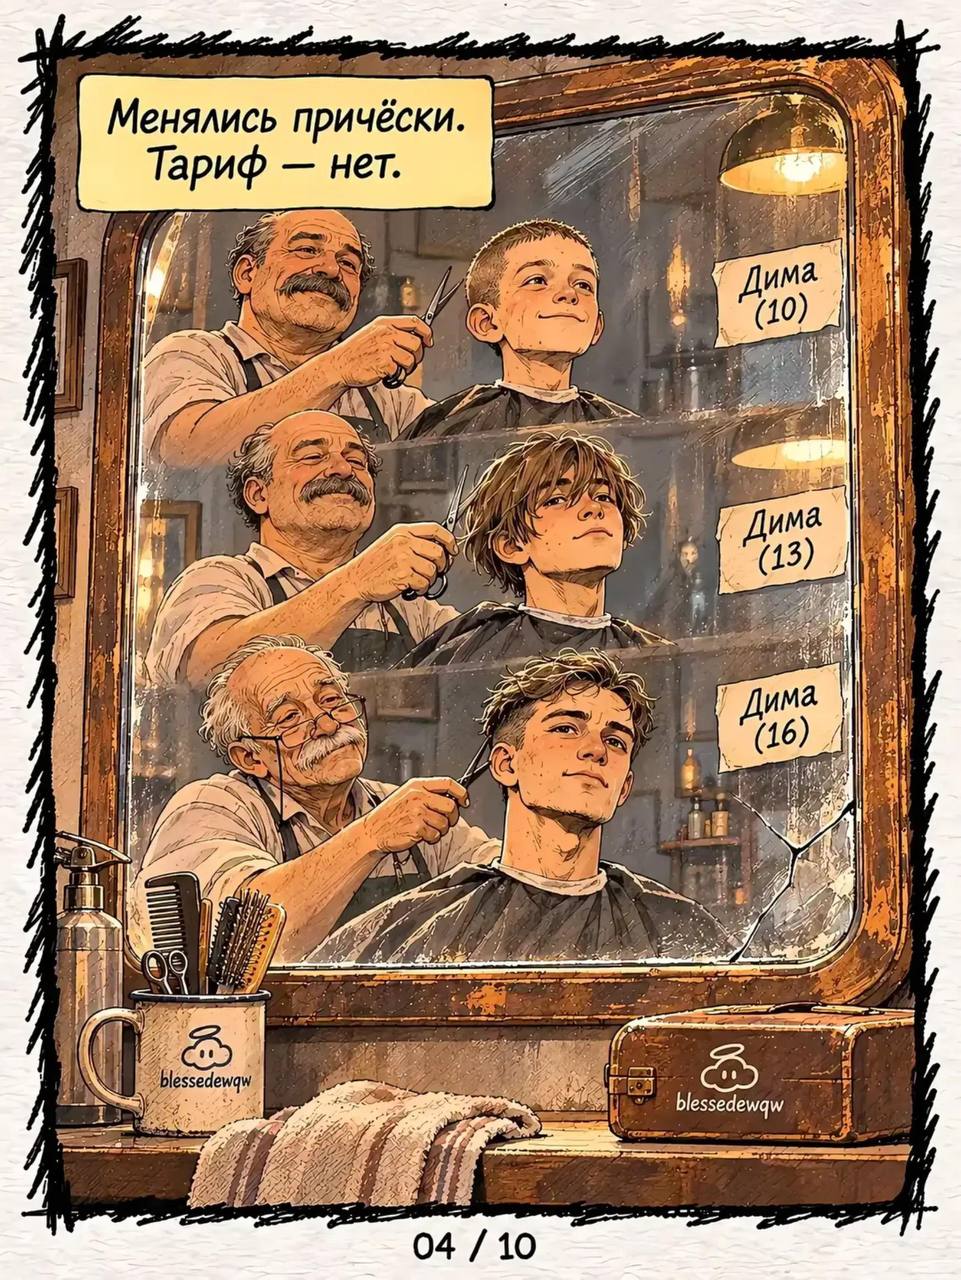 Менялись причёски.
Тариф — нет.
Дима
(10)
Дима
(13)
Дима
(16)
blessedewqw
blessedewqw
04 / 10